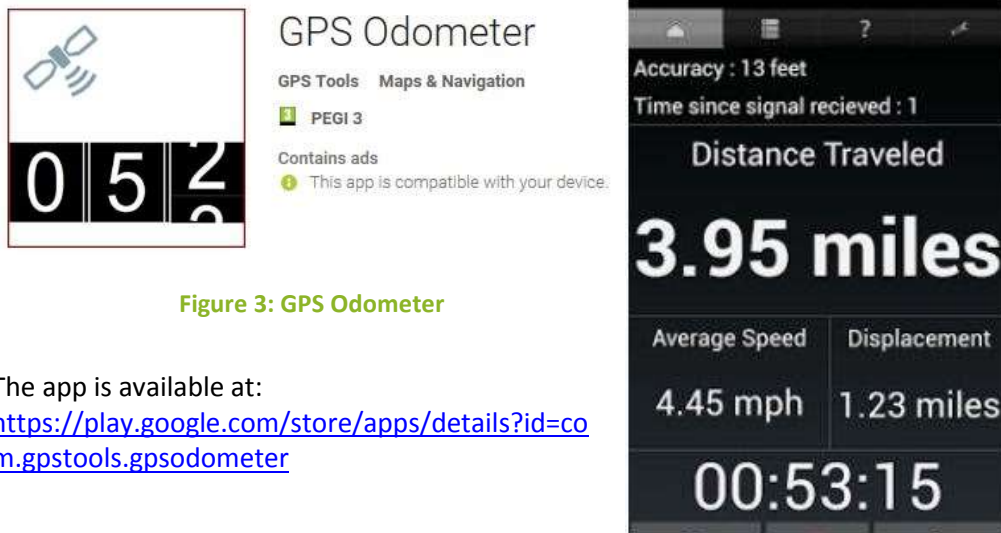 GPS Odometer
GPS Tools Maps & Navigation
3 PEGI 3
Contains ads
This app is compatible with your device.
0 5 2
Figure 3: GPS Odometer
The app is available at:
https://play.google.com/store/apps/details?id=co
m.gpstools.gpsodometer
?
Accuracy : 13 feet
Time since signal recieved : 1
Distance Traveled
3.95 miles
Average Speed Displacement
4.45 mph 1.23 miles
00:53:15